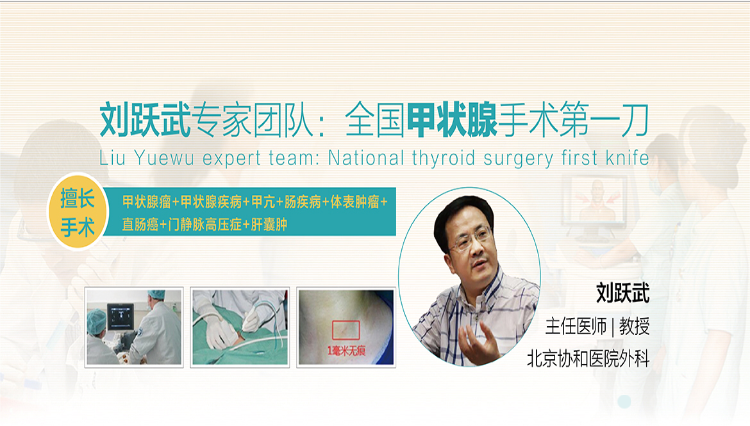 刘跃武专家团队：全国甲状腺手术第一刀
Liu Yuewu expert team: National thyroid surgery first knife
擅长
手术
甲状腺瘤+甲状腺疾病+甲亢+肠疾病+体表肿瘤+
直肠癌+门静脉高压症+肝囊肿
1毫米无痕
刘跃武
主任医师 | 教授
北京协和医院外科